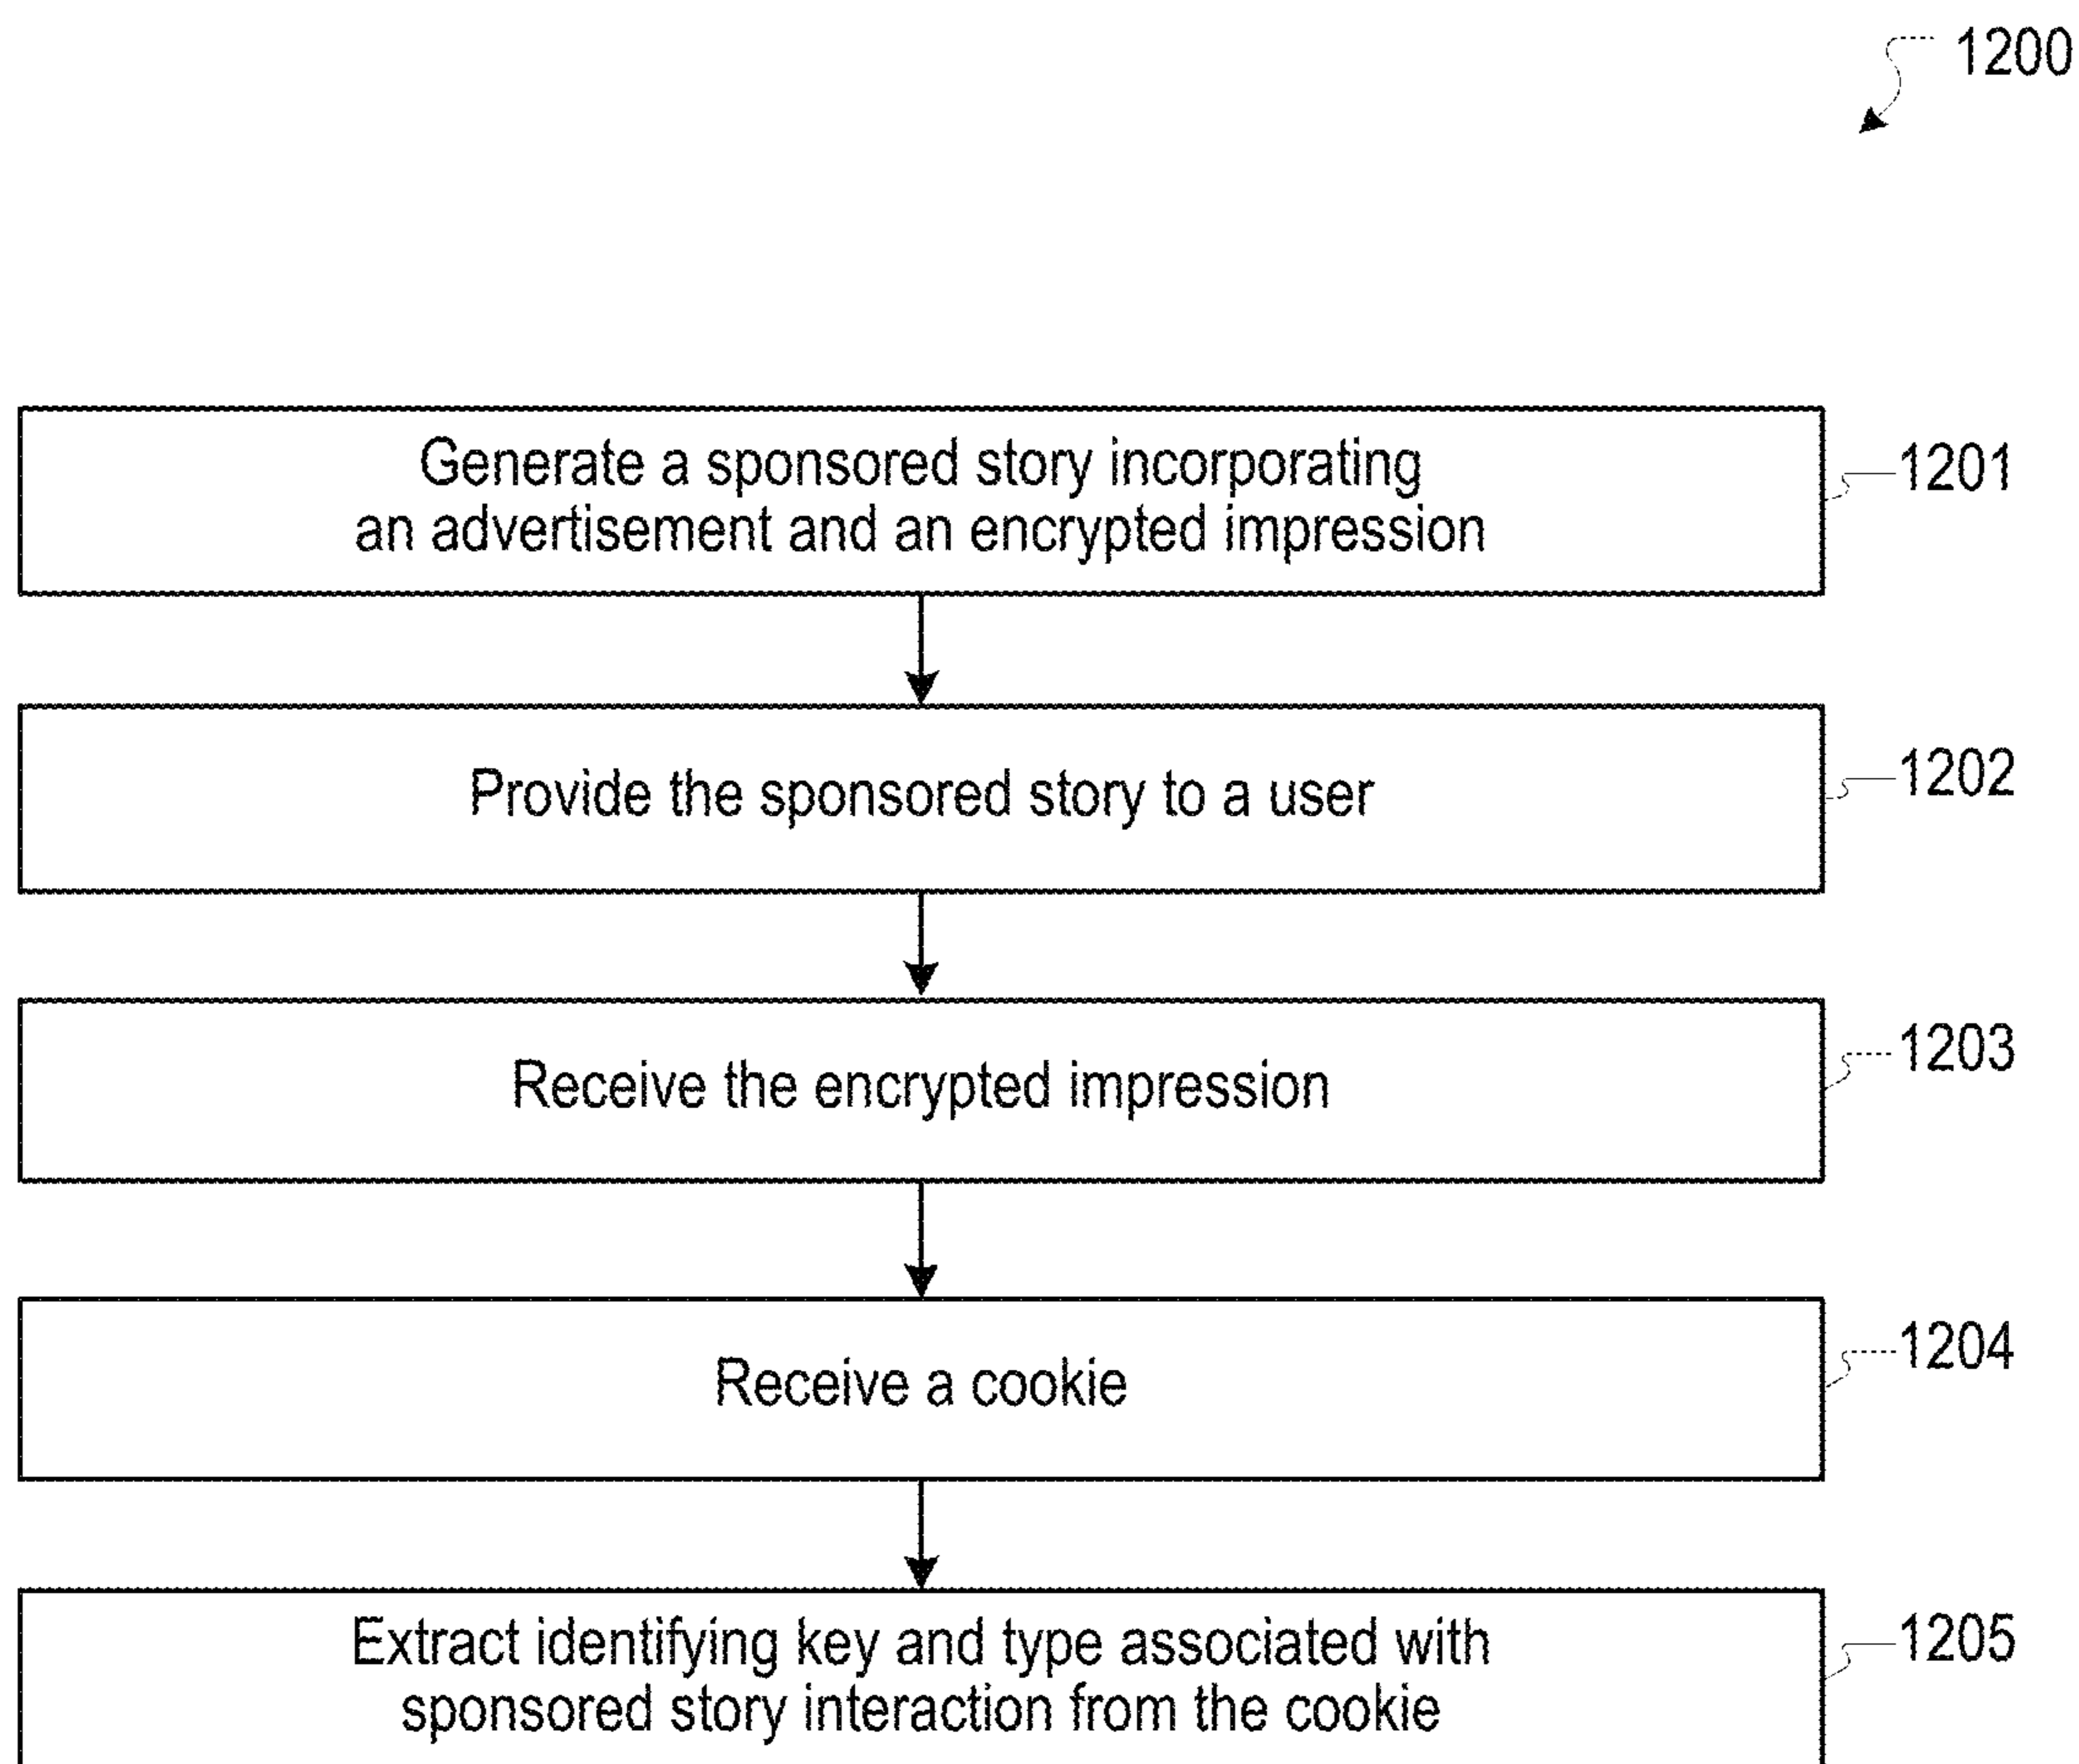 1200
Generate a sponsored story incorporating
an advertisement and an encrypted impression
1201
Provide the sponsored story to a user
1202
Receive the encrypted impression
1203
Receive a cookie
1204
Extract identifying key and type associated with
sponsored story interaction from the cookie
1205